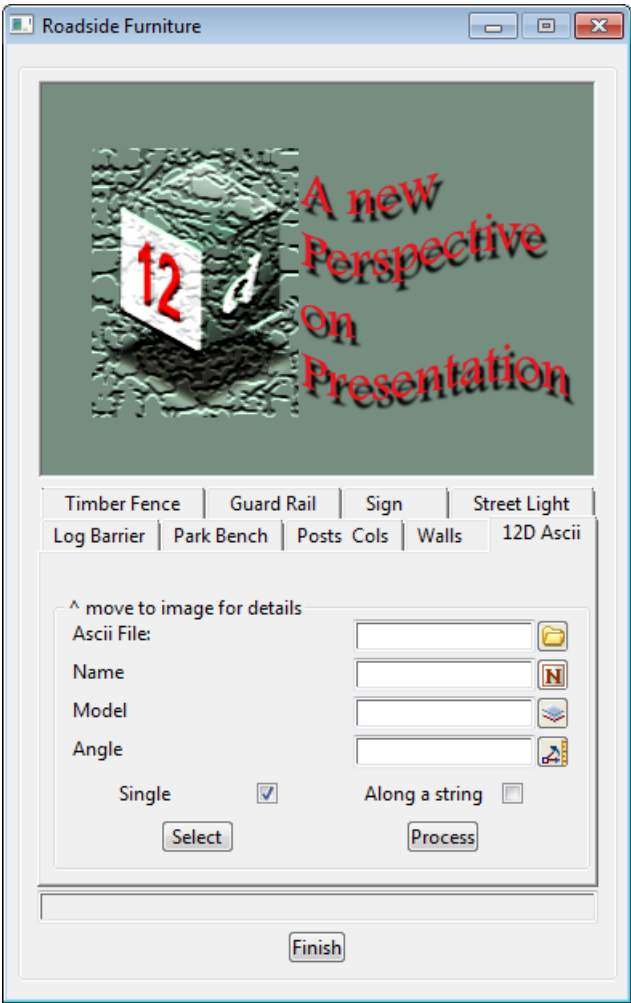 Roadside Furniture
12 d
A new
Perspective
on
Presentation
Timber Fence Guard Rail Sign Street Light
Log Barrier Park Bench Posts Cols Walls 12D Ascii
^ move to image for details
Ascii File:
Name N
Model
Angle
Single Along a string
Select Process
Finish